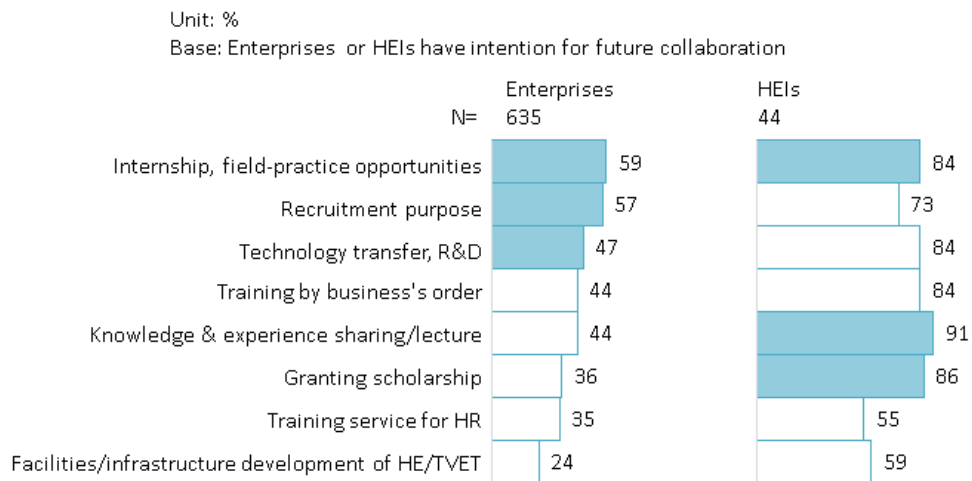 Unit: %
Base: Enterprises or HEIs have intention for future collaboration
Enterprises HEIs
N= 635 44
Internship, field-practice opportunities 59 84
Recruitment purpose 57 73
Technology transfer, R&D 47 84
Training by business's order 44 84
Knowledge & experience sharing/lecture 44 91
Granting scholarship 36 86
Training service for HR 35 55
Facilities/infrastructure development of HE/TVET 24 59